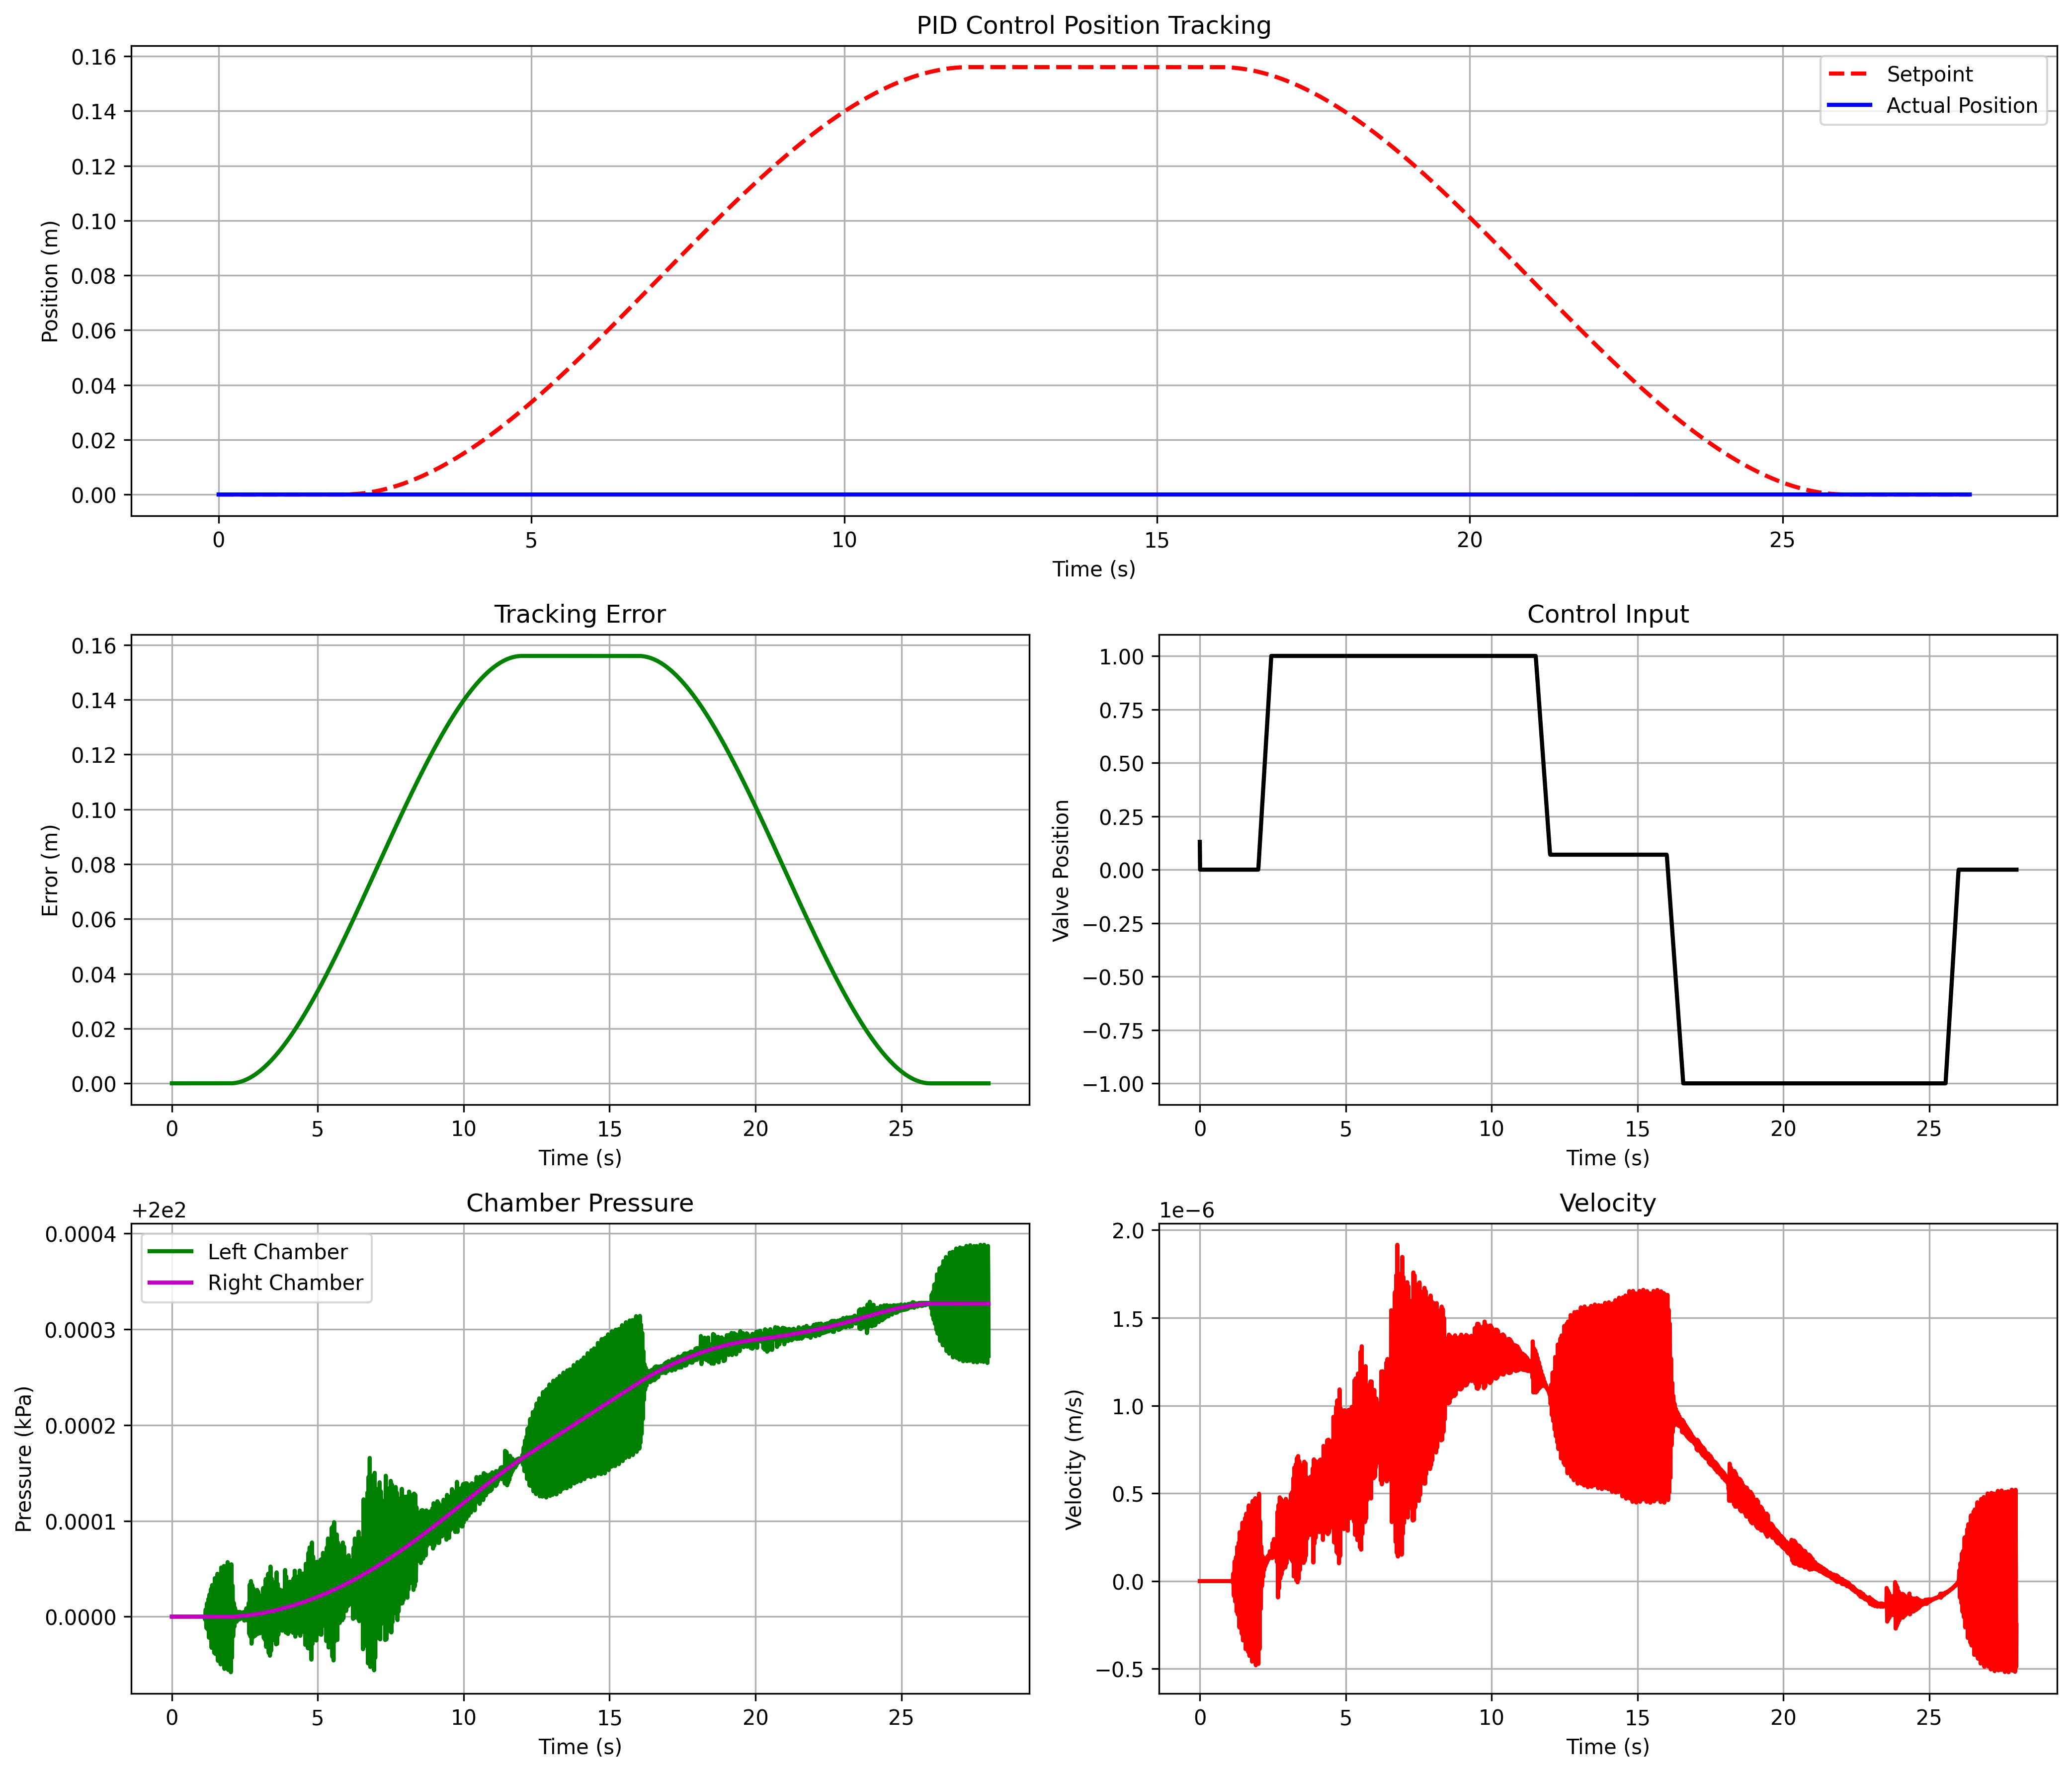 PID Control Position Tracking
0.16
0.14
0.12
0.10
0.08
0.06
0.04
0.02
0.00
Position (m)
Setpoint
Actual Position
0 5 10 15 20 25
Time (s)
Tracking Error
0.16
0.14
0.12
0.10
0.08
0.06
0.04
0.02
0.00
Error (m)
0 5 10 15 20 25
Time (s)
Control Input
1.00
0.75
0.50
0.25
0.00
−0.25
−0.50
−0.75
−1.00
Valve Position
0 5 10 15 20 25
Time (s)
Chamber Pressure
+2e2
0.0004
0.0003
0.0002
0.0001
0.0000
Pressure (kPa)
Left Chamber
Right Chamber
0 5 10 15 20 25
Time (s)
Velocity
1e−6
2.0
1.5
1.0
0.5
0.0
−0.5
Velocity (m/s)
0 5 10 15 20 25
Time (s)